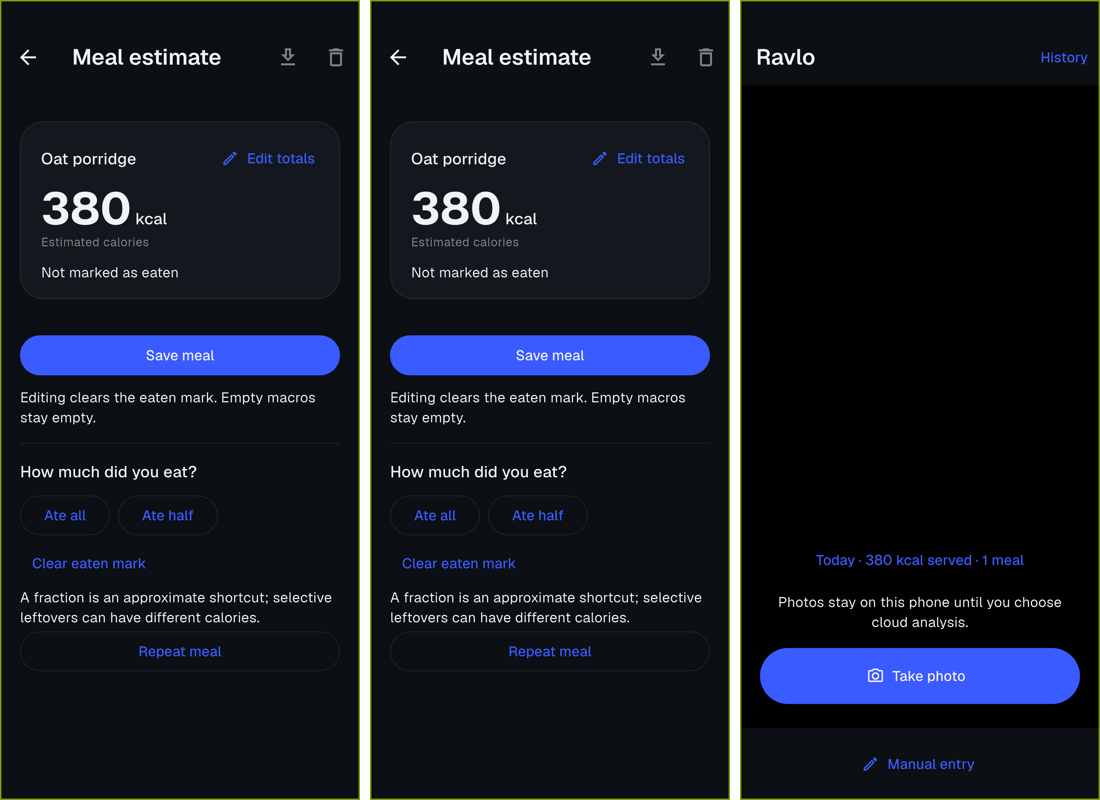 Meal estimate
Oat porridge
Edit totals
380 kcal
Estimated calories
Not marked as eaten
Save meal
Editing clears the eaten mark. Empty macros
stay empty.
How much did you eat?
Ate all
Ate half
Clear eaten mark
A fraction is an approximate shortcut; selective
leftovers can have different calories.
Repeat meal
Meal estimate
Oat porridge
Edit totals
380 kcal
Estimated calories
Not marked as eaten
Save meal
Editing clears the eaten mark. Empty macros
stay empty.
How much did you eat?
Ate all
Ate half
Clear eaten mark
A fraction is an approximate shortcut; selective
leftovers can have different calories.
Repeat meal
Ravlo
History
Today · 380 kcal served · 1 meal
Photos stay on this phone until you choose
cloud analysis.
Take photo
Manual entry